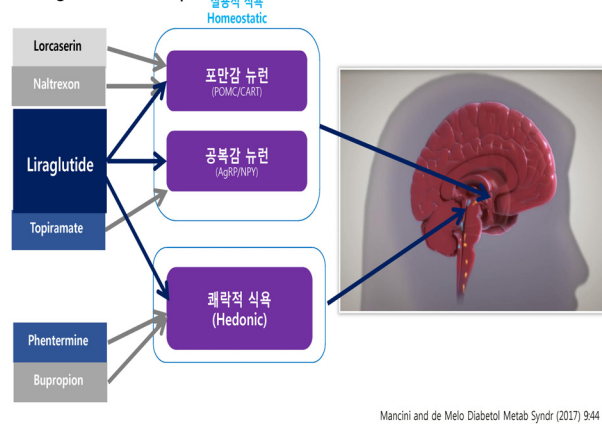 Homeostatic
Lorcaserin
Naltrexon
Liraglutide
Topiramate
포만감 뉴런
(POMC/CART)
공복감 뉴런
(AgRP/NPY)
쾌락적 식욕
(Hedonic)
Phentermine
Bupropion
Mancini and de Melo Diabetol Metab Syndr (2017) 9:44